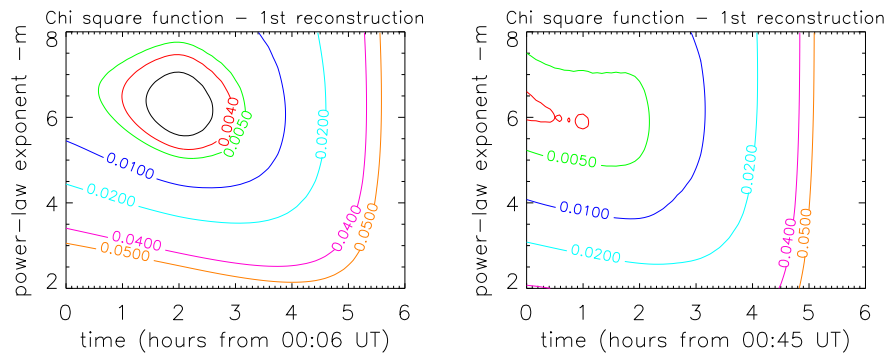 Chi square function - 1st reconstruction
power-law exponent -m
8
6
4
2
0.0040
0.0050
0.0100
0.0200
0.0200
0.0400
0.0500
0.0400
0.0500
0 1 2 3 4 5 6
time (hours from 00:06 UT)
Chi square function - 1st reconstruction
power-law exponent -m
8
6
4
2
0.0050
0.0100
0.0200
0.0200
0.0400
0.0500
0 1 2 3 4 5 6
time (hours from 00:45 UT)